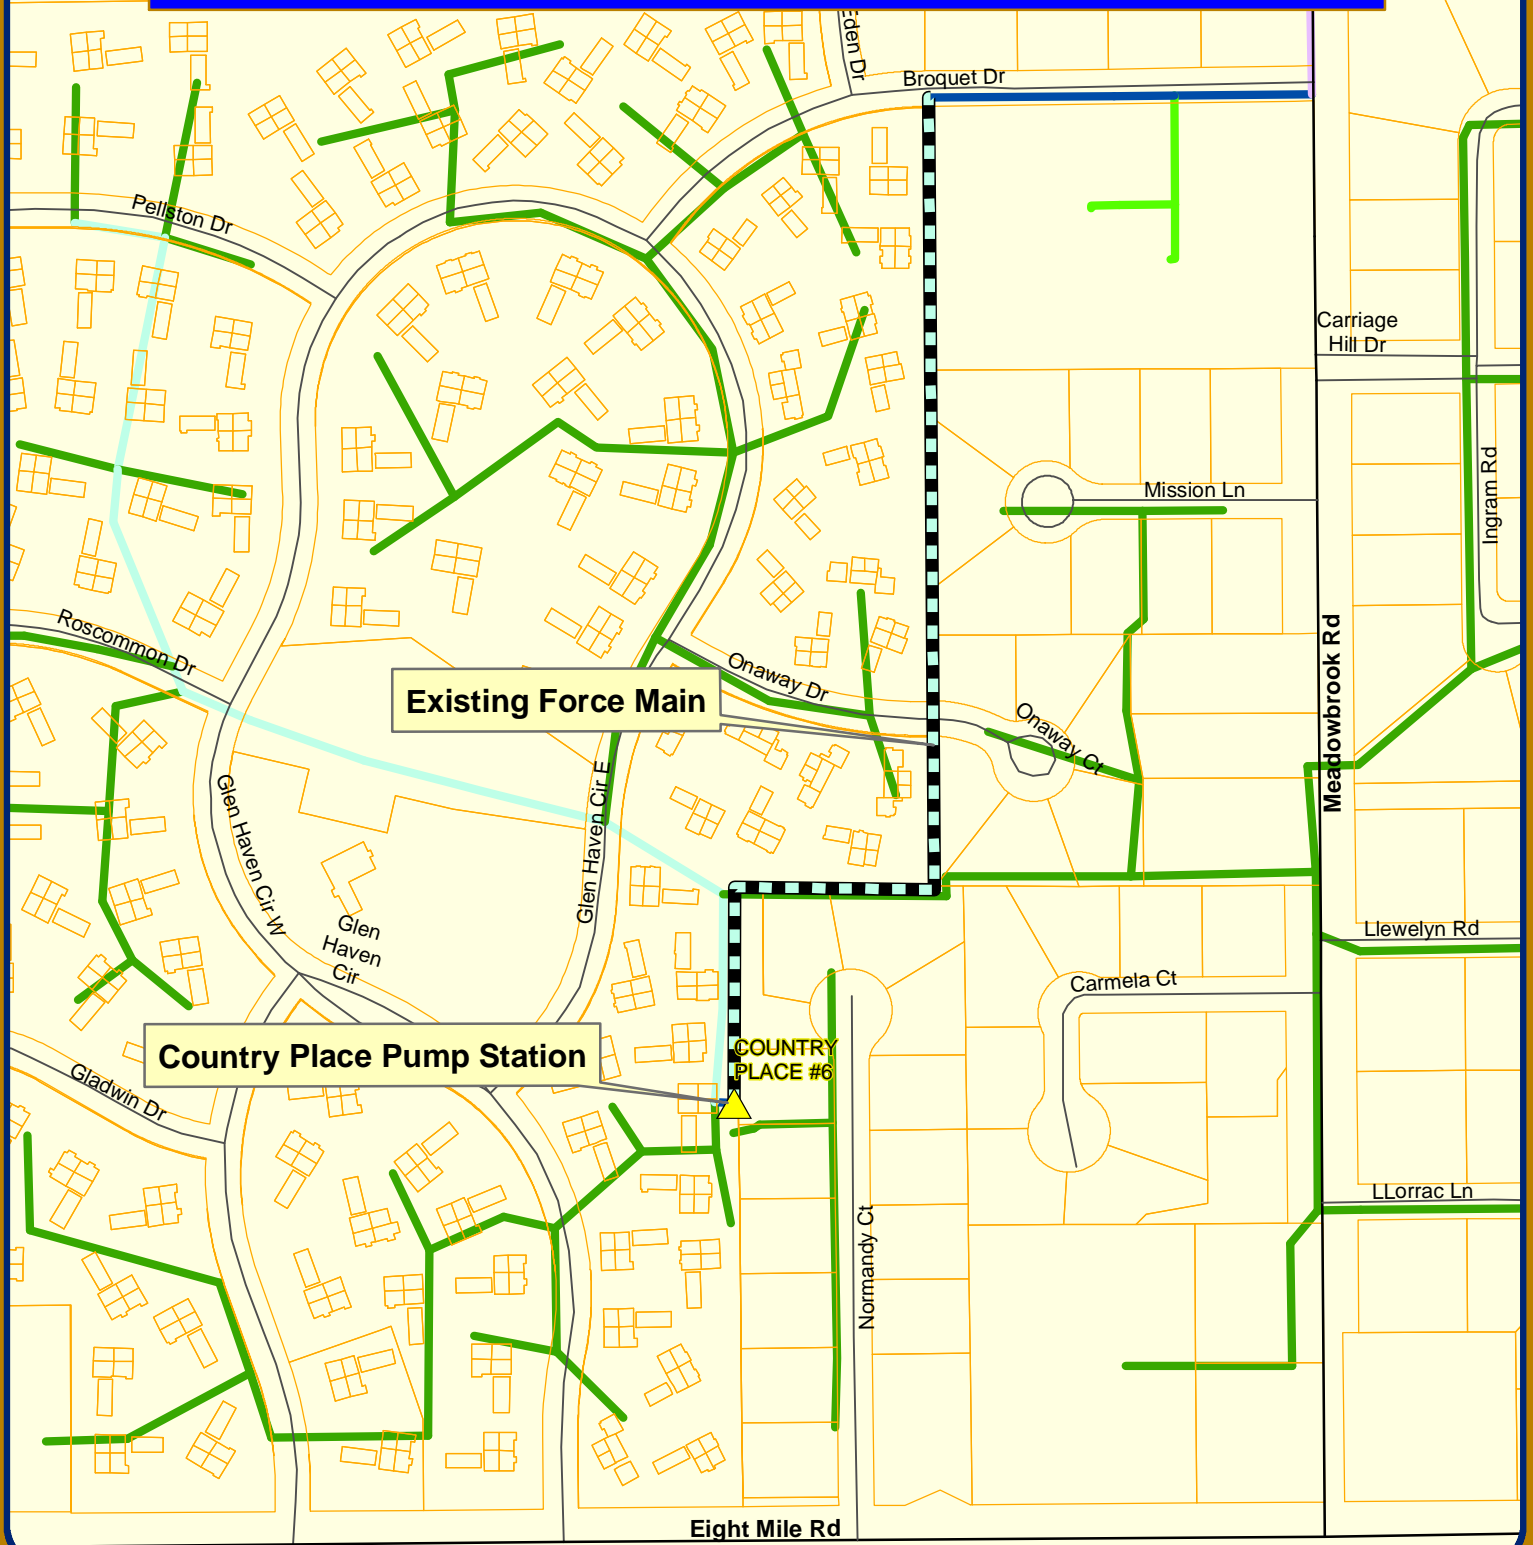 Eden Dr
Broquet Dr
Pellston Dr
Carriage
Hill Dr
Ingram Rd
Mission Ln
Roscommon Dr
Meadowbrook Rd
Onaway Dr
Existing Force Main
Onaway Ct
Glen Haven Cir W
Glen Haven Cir E
Glen
Haven
Cir
Llewelyn Rd
Carmela Ct
Country Place Pump Station
COUNTRY
PLACE #6
Gladwin Dr
LLorrac Ln
Normandy Ct
Eight Mile Rd